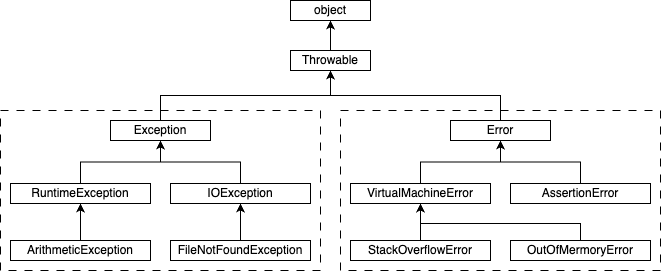 object
Throwable
Exception
Error
RuntimeException
IOException
VirtualMachineError
AssertionError
ArithmeticException
FileNotFoundException
StackOverflowError
OutOfMemoryError